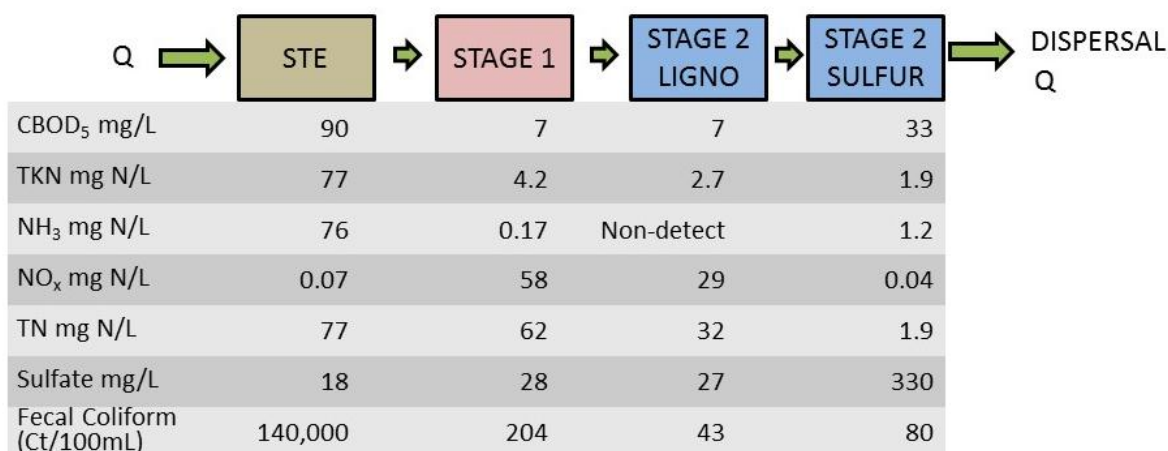 Q STE STAGE 1 STAGE 2 LIGNO STAGE 2 SULFUR DISPERSAL Q
CBOD₅ mg/L 90 7 7 33
TKN mg N/L 77 4.2 2.7 1.9
NH₃ mg N/L 76 0.17 Non-detect 1.2
NOₓ mg N/L 0.07 58 29 0.04
TN mg N/L 77 62 32 1.9
Sulfate mg/L 18 28 27 330
Fecal Coliform
(Ct/100mL) 140,000 204 43 80